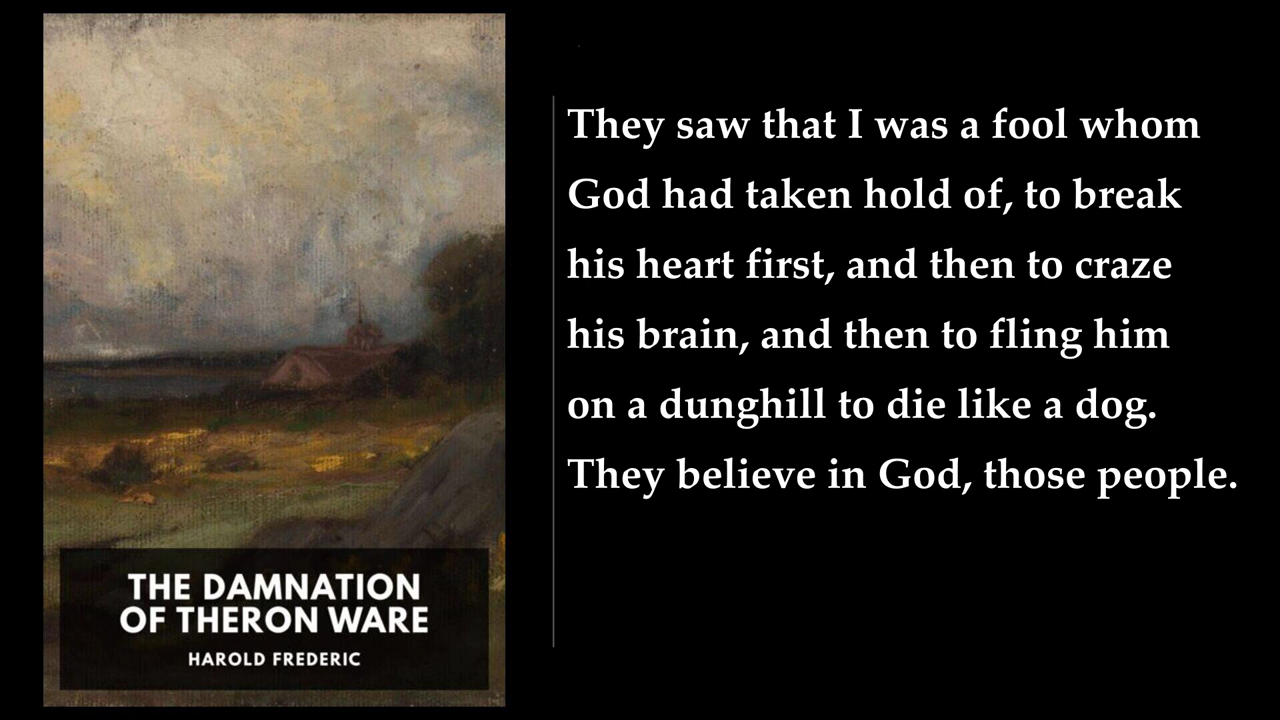 THE DAMNATION
OF THERON WARE
HAROLD FREDERIC
They saw that I was a fool whom
God had taken hold of, to break
his heart first, and then to craze
his brain, and then to fling him
on a dunghill to die like a dog.
They believe in God, those people.